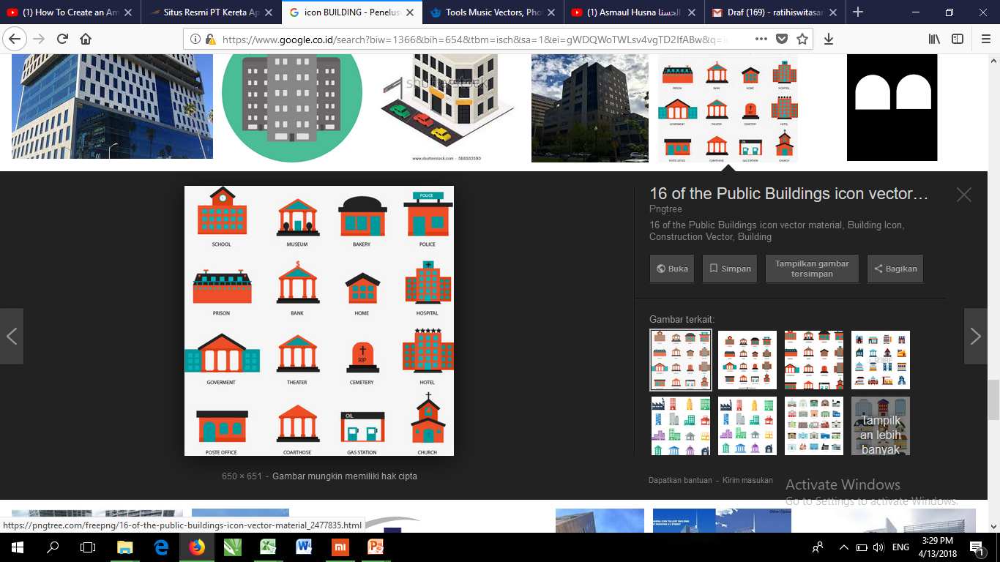 (1) How To Create an Am
Situs Resmi PT Kereta Ap
icon BUILDING - Penelus
Tools Music Vectors, Pho
(1) Asmaul Husna الحسنا
Draf (169) - ratihiswitasar
https://www.google.co.id/search?biw=1366&bih=654&tbm=isch&sa=1&ei=gWDQWoTWLsv4vgTD2IfABw&q=i
shutterstock
www.shutterstock.com · 568583590
PRISON BANK HOME HOSPITAL
GOVERMENT THEATER CEMETERY HOTEL
POSTE OFFICE COARTHOSE GAS STATION CHURCH
OIL
POLICE
SCHOOL MUSEUM BAKERY POLICE
$
PRISON BANK HOME HOSPITAL
RIP
GOVERMENT THEATER CEMETERY HOTEL
OIL
POSTE OFFICE COARTHOSE GAS STATION CHURCH
650 × 651 - Gambar mungkin memiliki hak cipta
16 of the Public Buildings icon vector…
Pngtree
16 of the Public Buildings icon vector material, Building Icon,
Construction Vector, Building
Buka
Simpan
Tampilkan gambar
tersimpan
Bagikan
Gambar terkait:
Tampilk
an lebih
banyak
Dapatkan bantuan - Kirim masukan
Activate Windows
Go to Settings to activate Windows.
https://pngtree.com/freepng/16-of-the-public-buildings-icon-vector-material_2477835.html
ENG
3:29 PM
4/13/2018
1